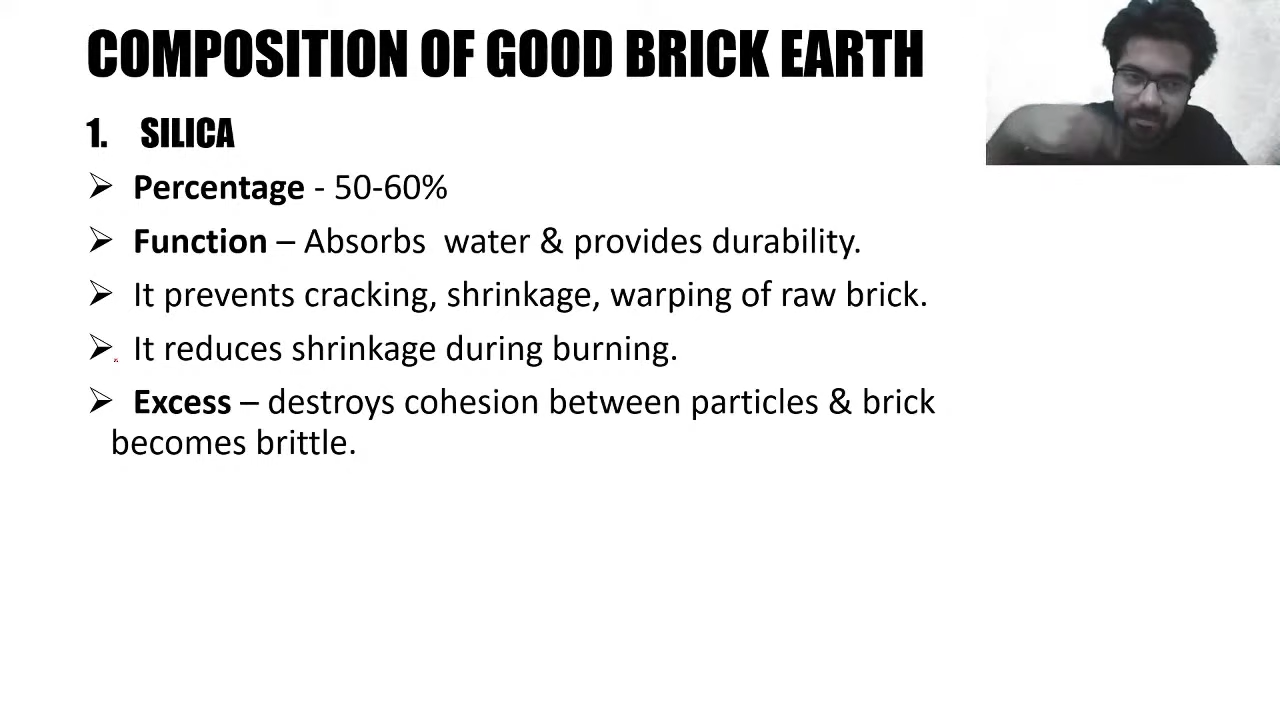 COMPOSITION OF GOOD BRICK EARTH
1. SILICA
➢ Percentage - 50-60%
➢ Function – Absorbs water & provides durability.
➢ It prevents cracking, shrinkage, warping of raw brick.
➢ It reduces shrinkage during burning.
➢ Excess – destroys cohesion between particles & brick
becomes brittle.